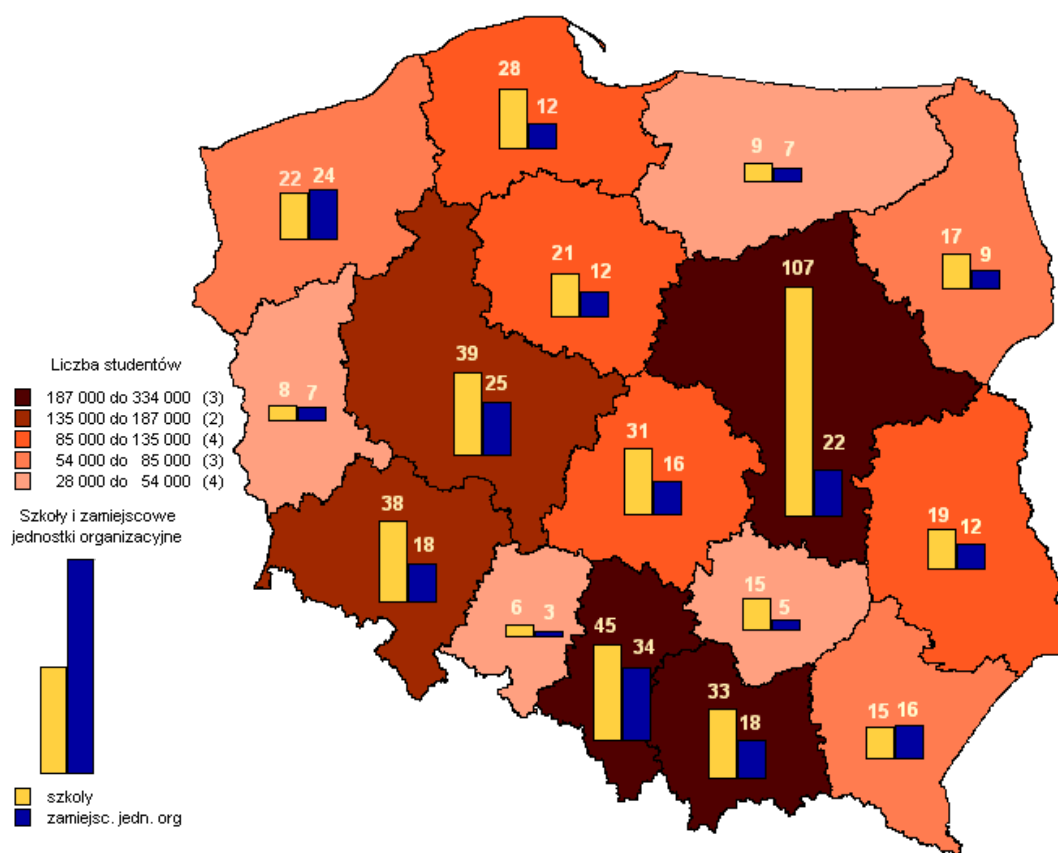 28
12
9 7
22 24
17
9
21
12
107
Liczba studentów
187 000 do 334 000 (3)
135 000 do 187 000 (2)
85 000 do 135 000 (4)
54 000 do 85 000 (3)
28 000 do 54 000 (4)
39
25
8 7
31
16
22
Szkoły i zamiejscowe
jednostki organizacyjne
38
18
19
12
15
5
6 3
45
34
33
18
15 16
szkoly
zamiejsc. jedn. org